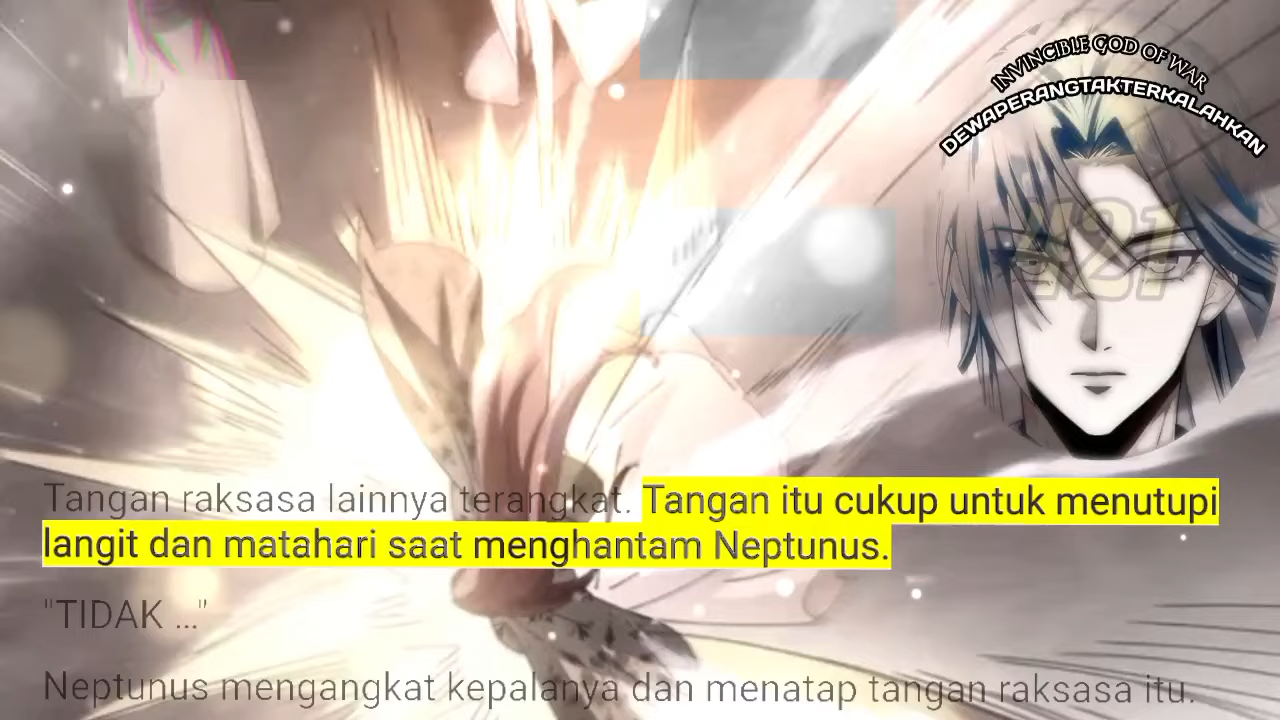 INVINCIBLE GOD OF WAR
DEWAPERANGTAKTERKALAHKAN
421
Tangan raksasa lainnya terangkat. Tangan itu cukup untuk menutupi
langit dan matahari saat menghantam Neptunus.
"TIDAK ..."
Neptunus mengangkat kepalanya dan menatap tangan raksasa itu.